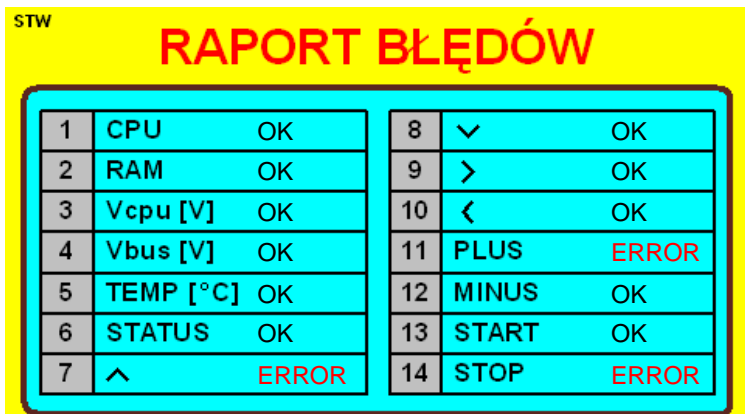 STW
RAPORT BŁĘDÓW
1 CPU OK
2 RAM OK
3 Vcpu [V] OK
4 Vbus [V] OK
5 TEMP [°C] OK
6 STATUS OK
7 ^ ERROR
8 ⌄ OK
9 > OK
10 < OK
11 PLUS ERROR
12 MINUS OK
13 START OK
14 STOP ERROR